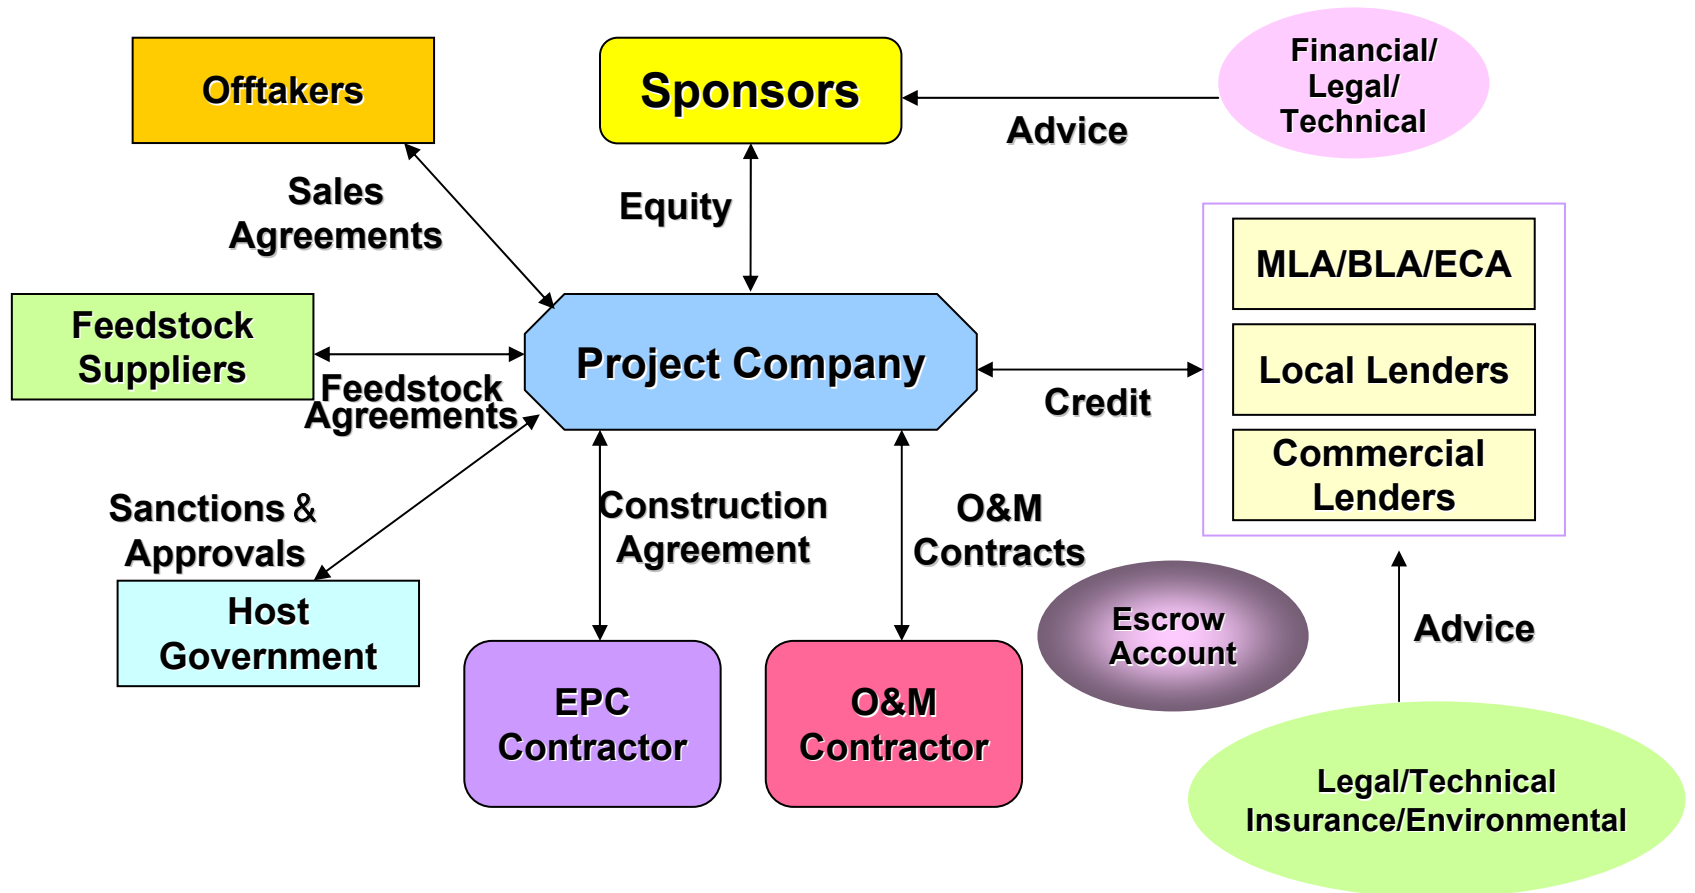 Offtakers
Sponsors
Financial/
Legal/
Technical
Advice
Sales
Agreements
Equity
MLA/BLA/ECA
Feedstock
Suppliers
Project Company
Local Lenders
Feedstock
Agreements
Credit
Commercial
Lenders
Sanctions &
Approvals
Construction
Agreement
O&M
Contracts
Host
Government
Escrow
Account
Advice
EPC
Contractor
O&M
Contractor
Legal/Technical
Insurance/Environmental